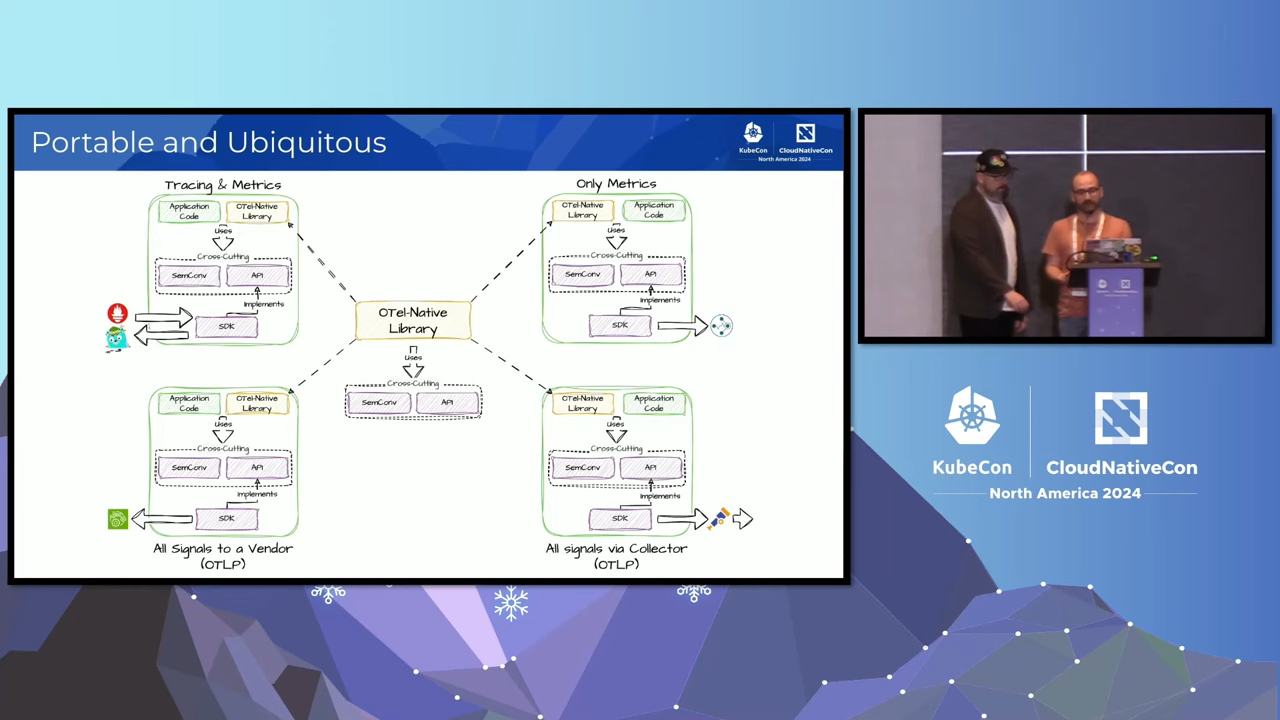 Portable and Ubiquitous
KubeCon
CloudNativeCon
North America 2024
Tracing & Metrics
Application
Code
OTel-Native
Library
Uses
Cross-Cutting
SemConv
API
Implements
SDK
Only Metrics
OTel-Native
Library
Application
Code
Uses
Cross-Cutting
SemConv
API
Implements
SDK
OTel-Native
Library
Uses
Cross-Cutting
SemConv
API
Application
Code
OTel-Native
Library
Uses
Cross-Cutting
SemConv
API
Implements
SDK
All Signals to a Vendor
(OTLP)
OTel-Native
Library
Application
Code
Uses
Cross-Cutting
SemConv
API
Implements
SDK
All signals via Collector
(OTLP)
KubeCon
CloudNativeCon
North America 2024